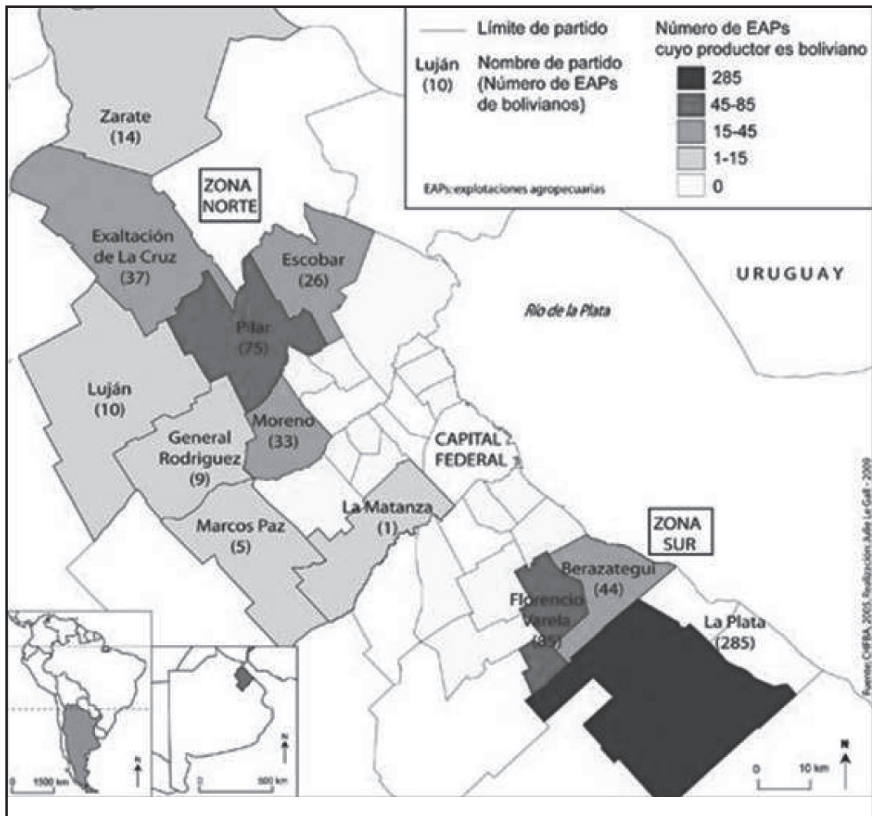 Límite de partido
Luján
(10)
Nombre de partido
(Número de EAPs
de bolivianos)
EAPs: explotaciones agropecuarias
Número de EAPs
cuyo productor es boliviano
285
45-85
15-45
1-15
0
Zarate
(14)
ZONA
NORTE
Exaltación
de La Cruz
(37)
Escobar
(26)
Pilar
(75)
URUGUAY
Río de la Plata
Luján
(10)
Moreno
(33)
General
Rodriguez
(9)
CAPITAL
FEDERAL
Marcos Paz
(5)
La Matanza
(1)
ZONA
SUR
Berazategui
(44)
Florencio
Varela
(85)
La Plata
(285)
Fuente: CHFBA, 2005. Realización: Julie Le Gall - 2009
0 1500 km
N
0 500 km
N
0 10 km
N